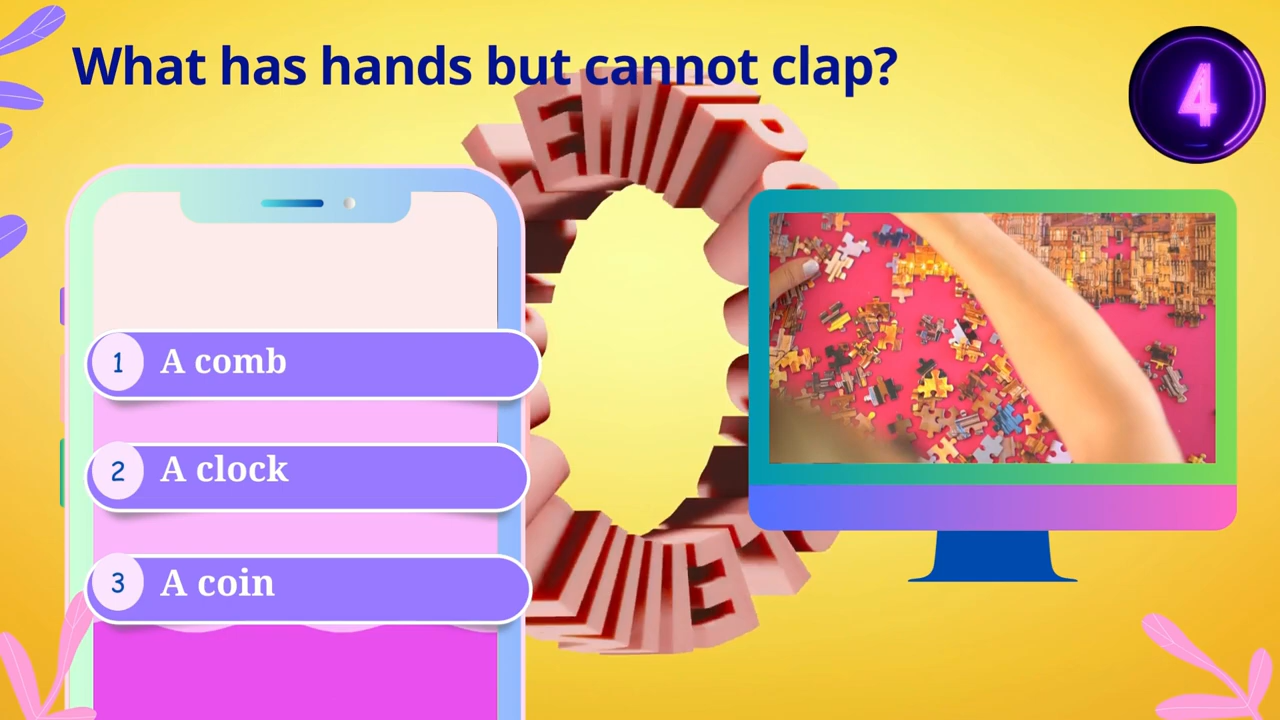 What has hands but cannot clap?
4
1 A comb
2 A clock
3 A coin